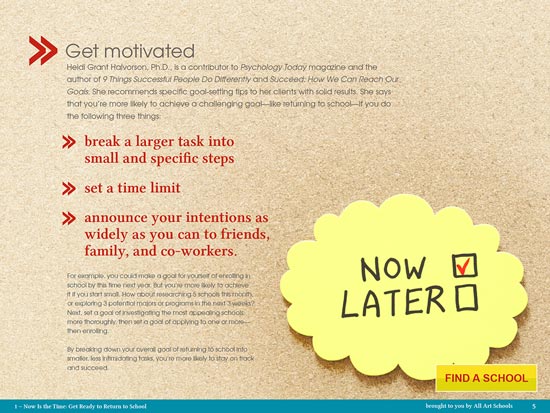 Get motivated
Heidi Grant Halvorson, Ph.D., is a contributor to Psychology Today magazine and the
author of 9 Things Successful People Do Differently and Succeed: How We Can Reach Our
Goals. She recommends specific goal-setting tips to her clients with solid results. She says
that you're more likely to achieve a challenging goal—like returning to school—if you do
the following three things:
break a larger task into
small and specific steps
set a time limit
announce your intentions as
widely as you can to friends,
family, and co-workers.
For example, you could make a goal for yourself of enrolling in
school by this time next year. But you're more likely to achieve
it if you start small. How about researching 5 schools this month,
or exploring 3 potential majors or programs in the next 3 weeks?
Next, set a goal of investigating the most appealing schools
more thoroughly, then set a goal of applying to one or more—
then enrolling.
By breaking down your overall goal of returning to school into
smaller, less intimidating tasks, you're more likely to stay on track
and succeed.
NOW
LATER
FIND A SCHOOL
1 – Now Is the Time: Get Ready to Return to School
brought to you by All Art Schools 5